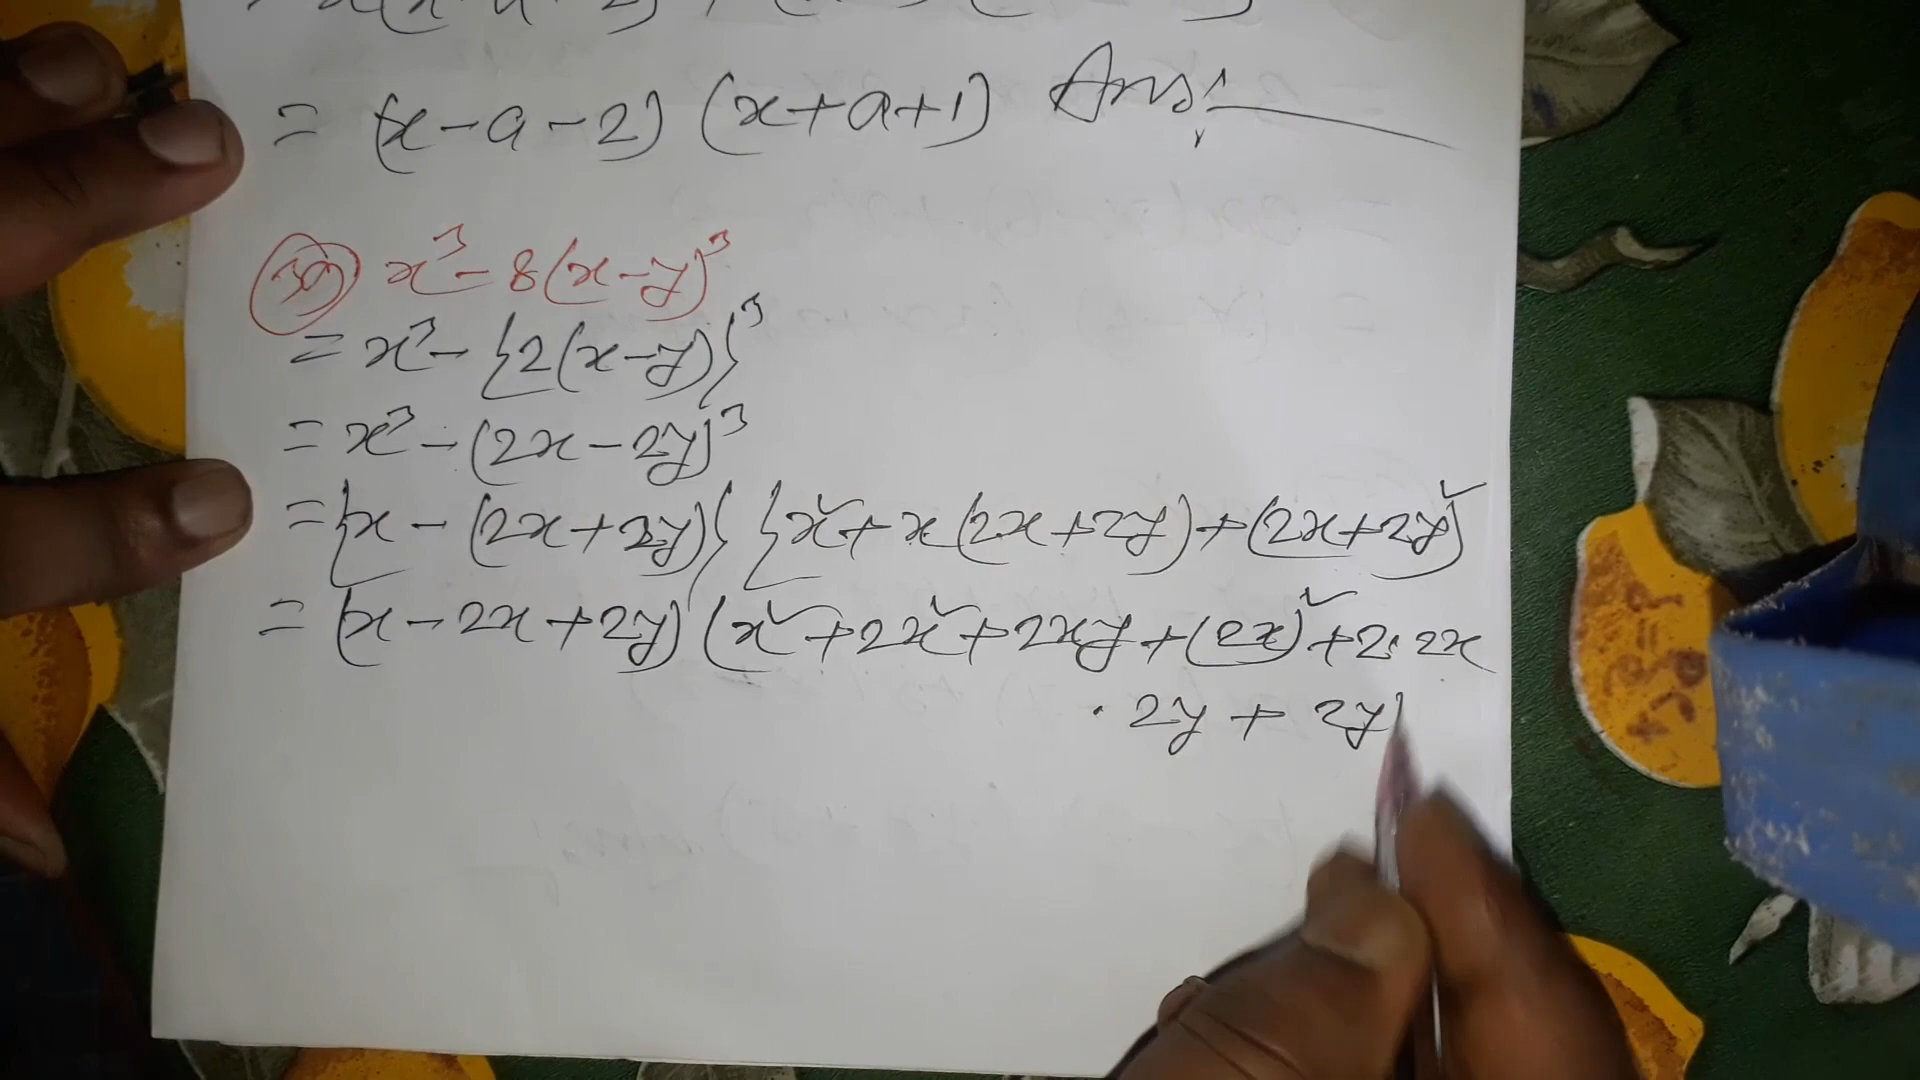 = (x-a-2) (x+a+1) Ans:
39) x³-8(x-y)³
= x³-{2(x-y)}³
= x³-(2x-2y)³
={x-(2x+2y)} {x²+x(2x+2y)+(2x+2y)²
= (x-2x+2y) (x²+2x²+2xy+(2x)²+2·2x
·2y+2y)